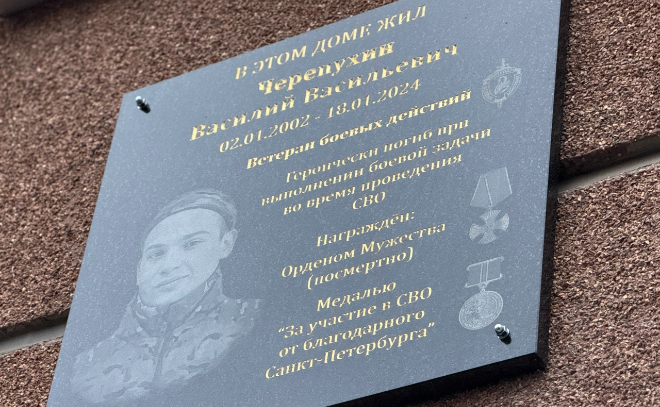 В ЭТОМ ДОМЕ ЖИЛ
Черепухин
Василий Васильевич
02.01.2002 - 18.01.2024
Ветеран боевых действий
Героически погиб при
выполнении боевой задачи
во время проведения
СВО
Награждён:
Орденом Мужества
(посмертно)
Медалью
"За участие в СВО
от благодарного
Санкт-Петербурга"